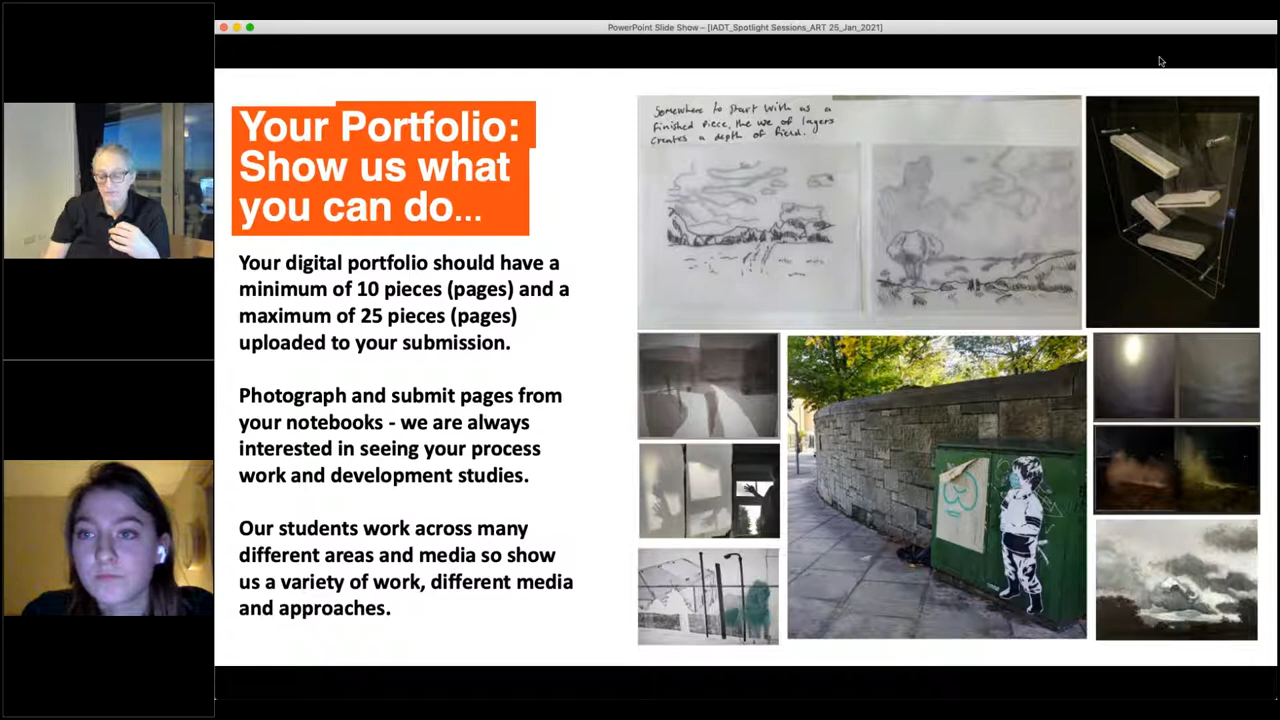 PowerPoint Slide Show – [IADT_Spotlight Sessions_ART 25_Jan_2021]
Your Portfolio:
Show us what
you can do...
Your digital portfolio should have a
minimum of 10 pieces (pages) and a
maximum of 25 pieces (pages)
uploaded to your submission.
Photograph and submit pages from
your notebooks - we are always
interested in seeing your process
work and development studies.
Our students work across many
different areas and media so show
us a variety of work, different media
and approaches.
Somewhere to start with as a
finished piece, the use of layers
creates a depth of field.